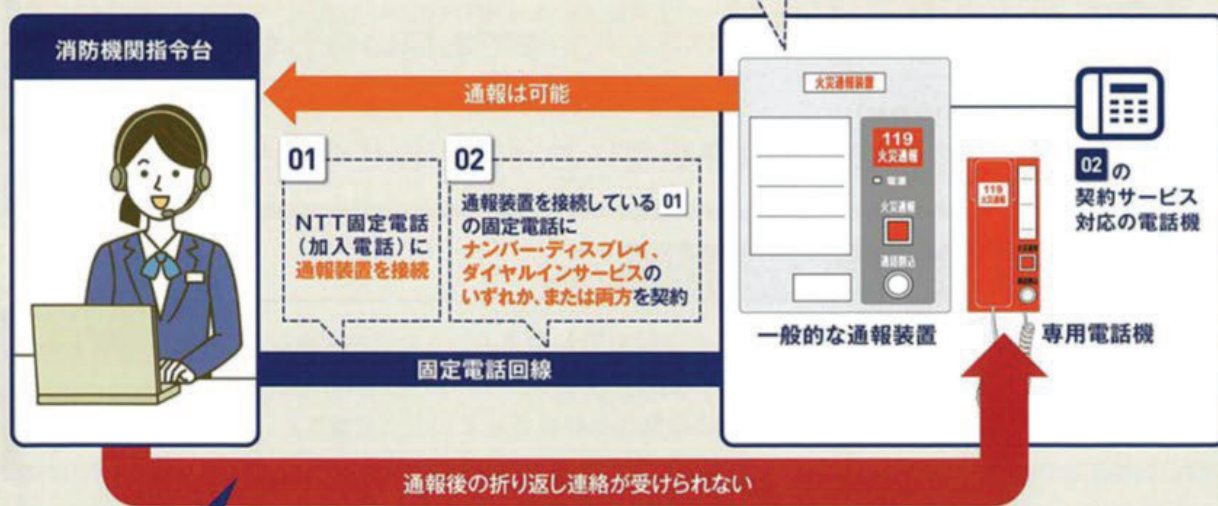 消防機関指令台
通報は可能
01
NTT固定電話
(加入電話)に
通報装置を接続
02
通報装置を接続している 01
の固定電話に
ナンバー・ディスプレイ、
ダイヤルインサービスの
いずれか、または両方を契約
固定電話回線
火災通報装置
119
火災通報
電源
火災通報
通話割込
一般的な通報装置
119
火災通報
火災通報
専用電話機
02 の
契約サービス
対応の電話機
通報後の折り返し連絡が受けられない